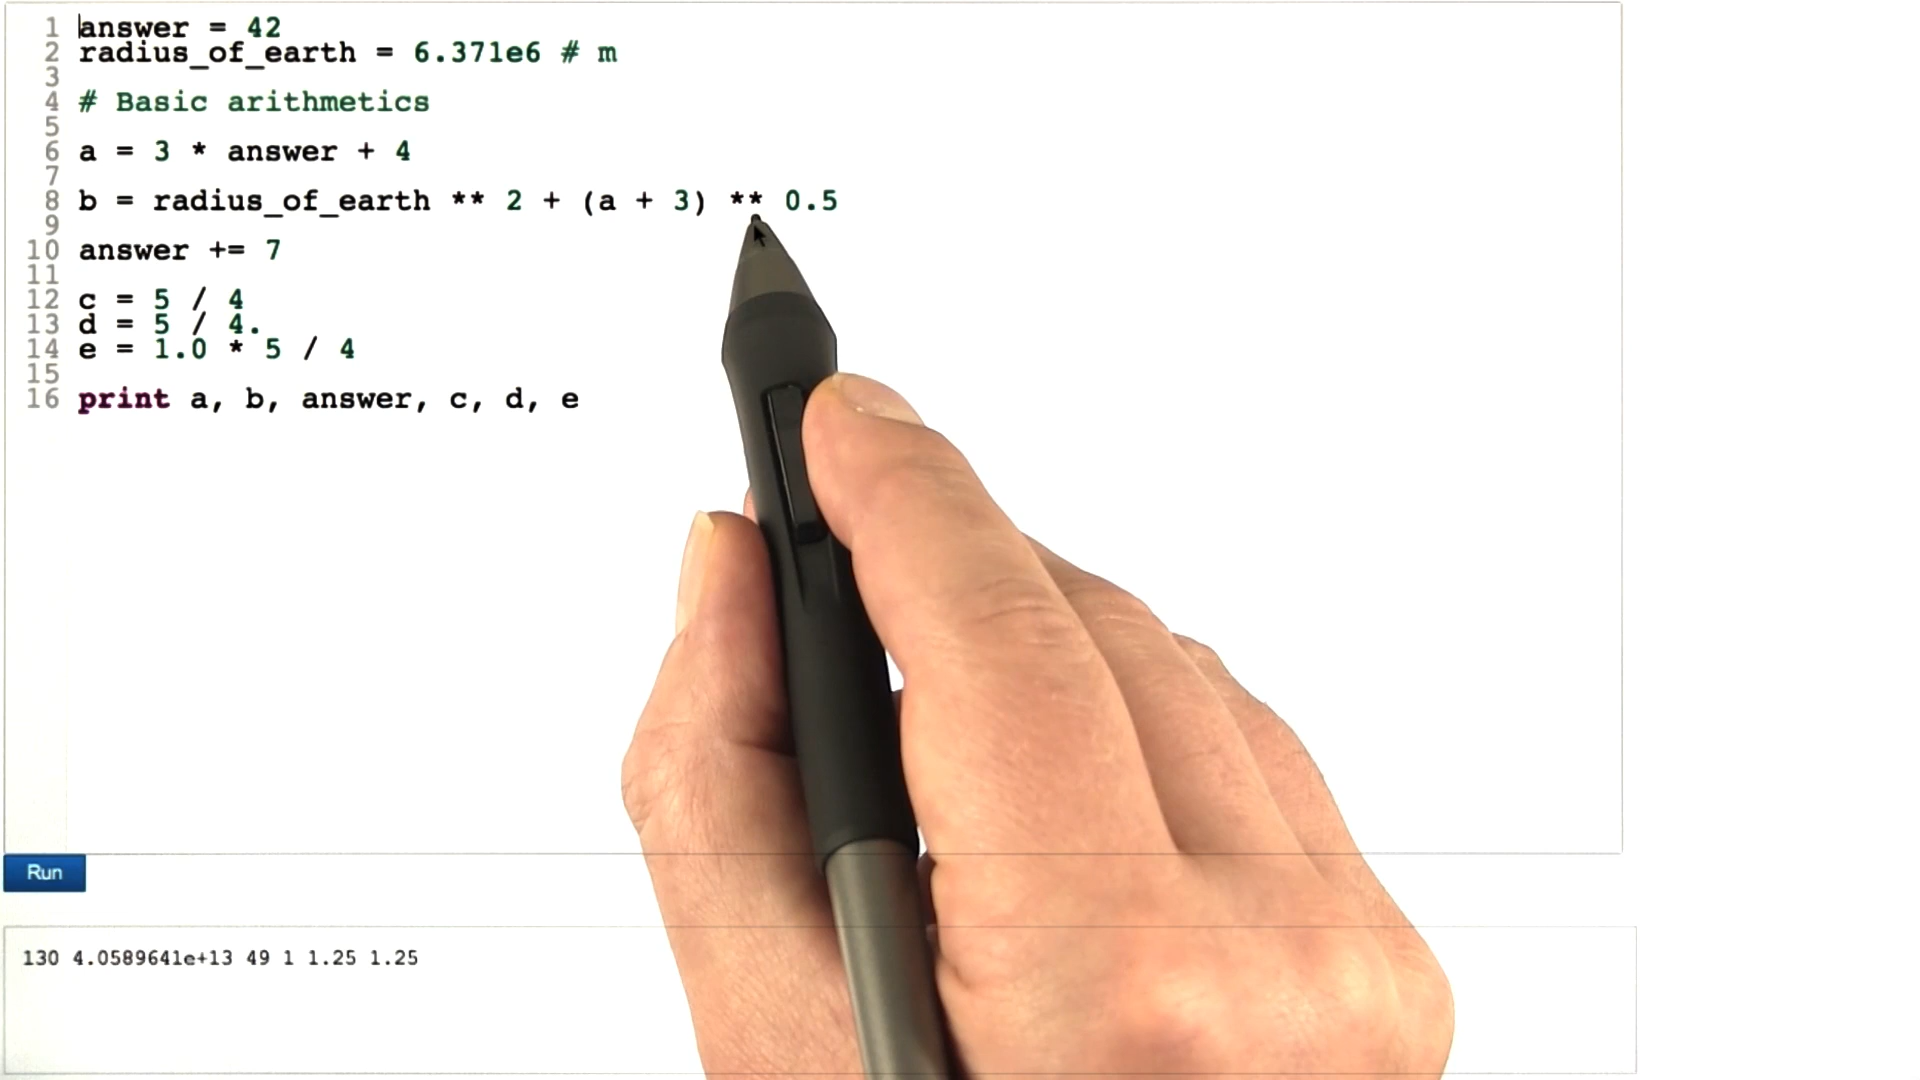 1 answer = 42
2 radius_of_earth = 6.371e6 # m
3
4 # Basic arithmetics
5
6 a = 3 * answer + 4
7
8 b = radius_of_earth ** 2 + (a + 3) ** 0.5
9
10 answer += 7
11
12 c = 5 / 4
13 d = 5 / 4.
14 e = 1.0 * 5 / 4
15
16 print a, b, answer, c, d, e
Run
130 4.0589641e+13 49 1 1.25 1.25